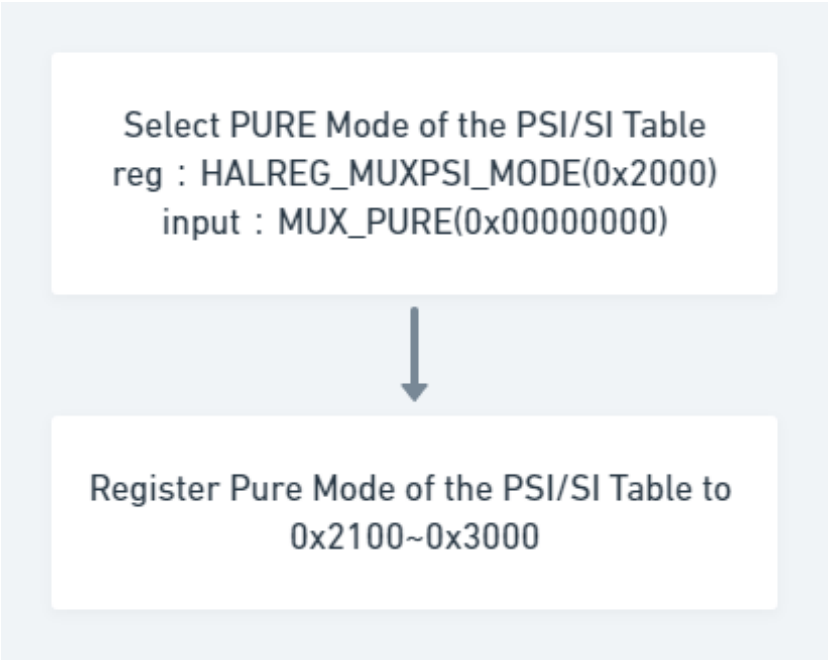 Select PURE Mode of the PSI/SI Table
reg : HALREG_MUXPSI_MODE(0x2000)
input : MUX_PURE(0x00000000)
Register Pure Mode of the PSI/SI Table to
0x2100~0x3000